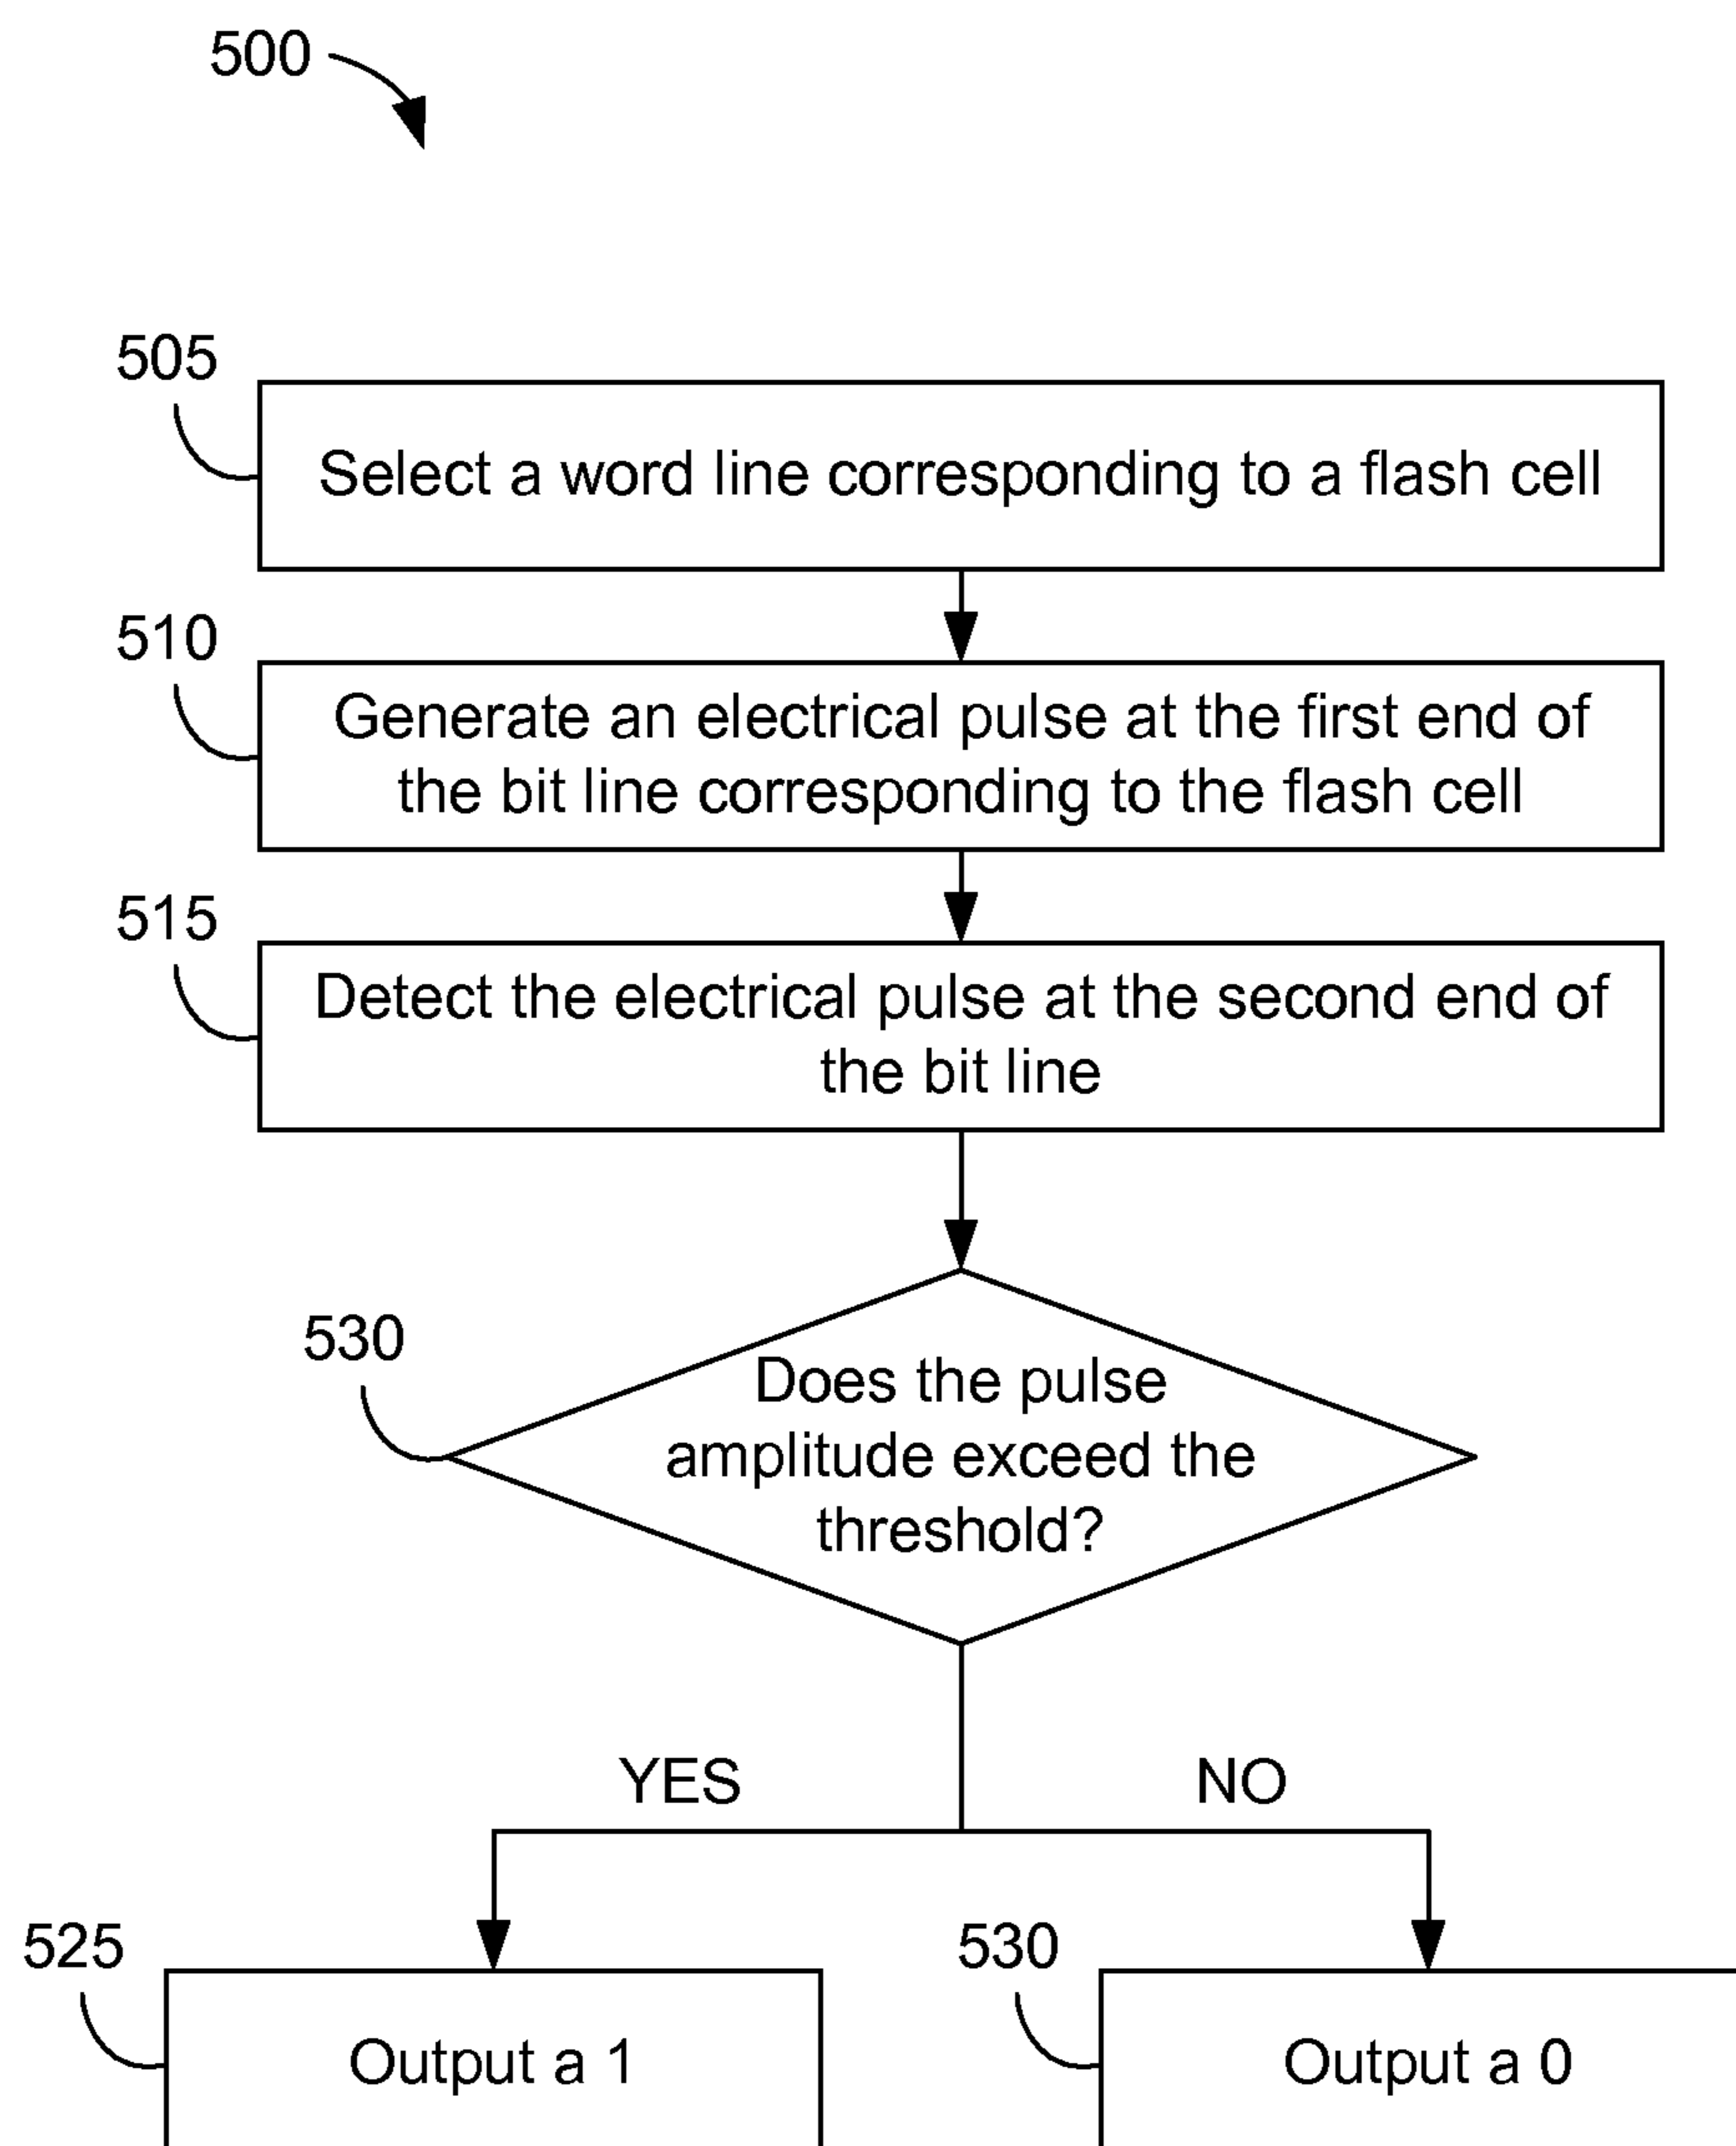 500
505
Select a word line corresponding to a flash cell
510
Generate an electrical pulse at the first end of
the bit line corresponding to the flash cell
515
Detect the electrical pulse at the second end of
the bit line
530
Does the pulse
amplitude exceed the
threshold?
YES
NO
525
Output a 1
530
Output a 0